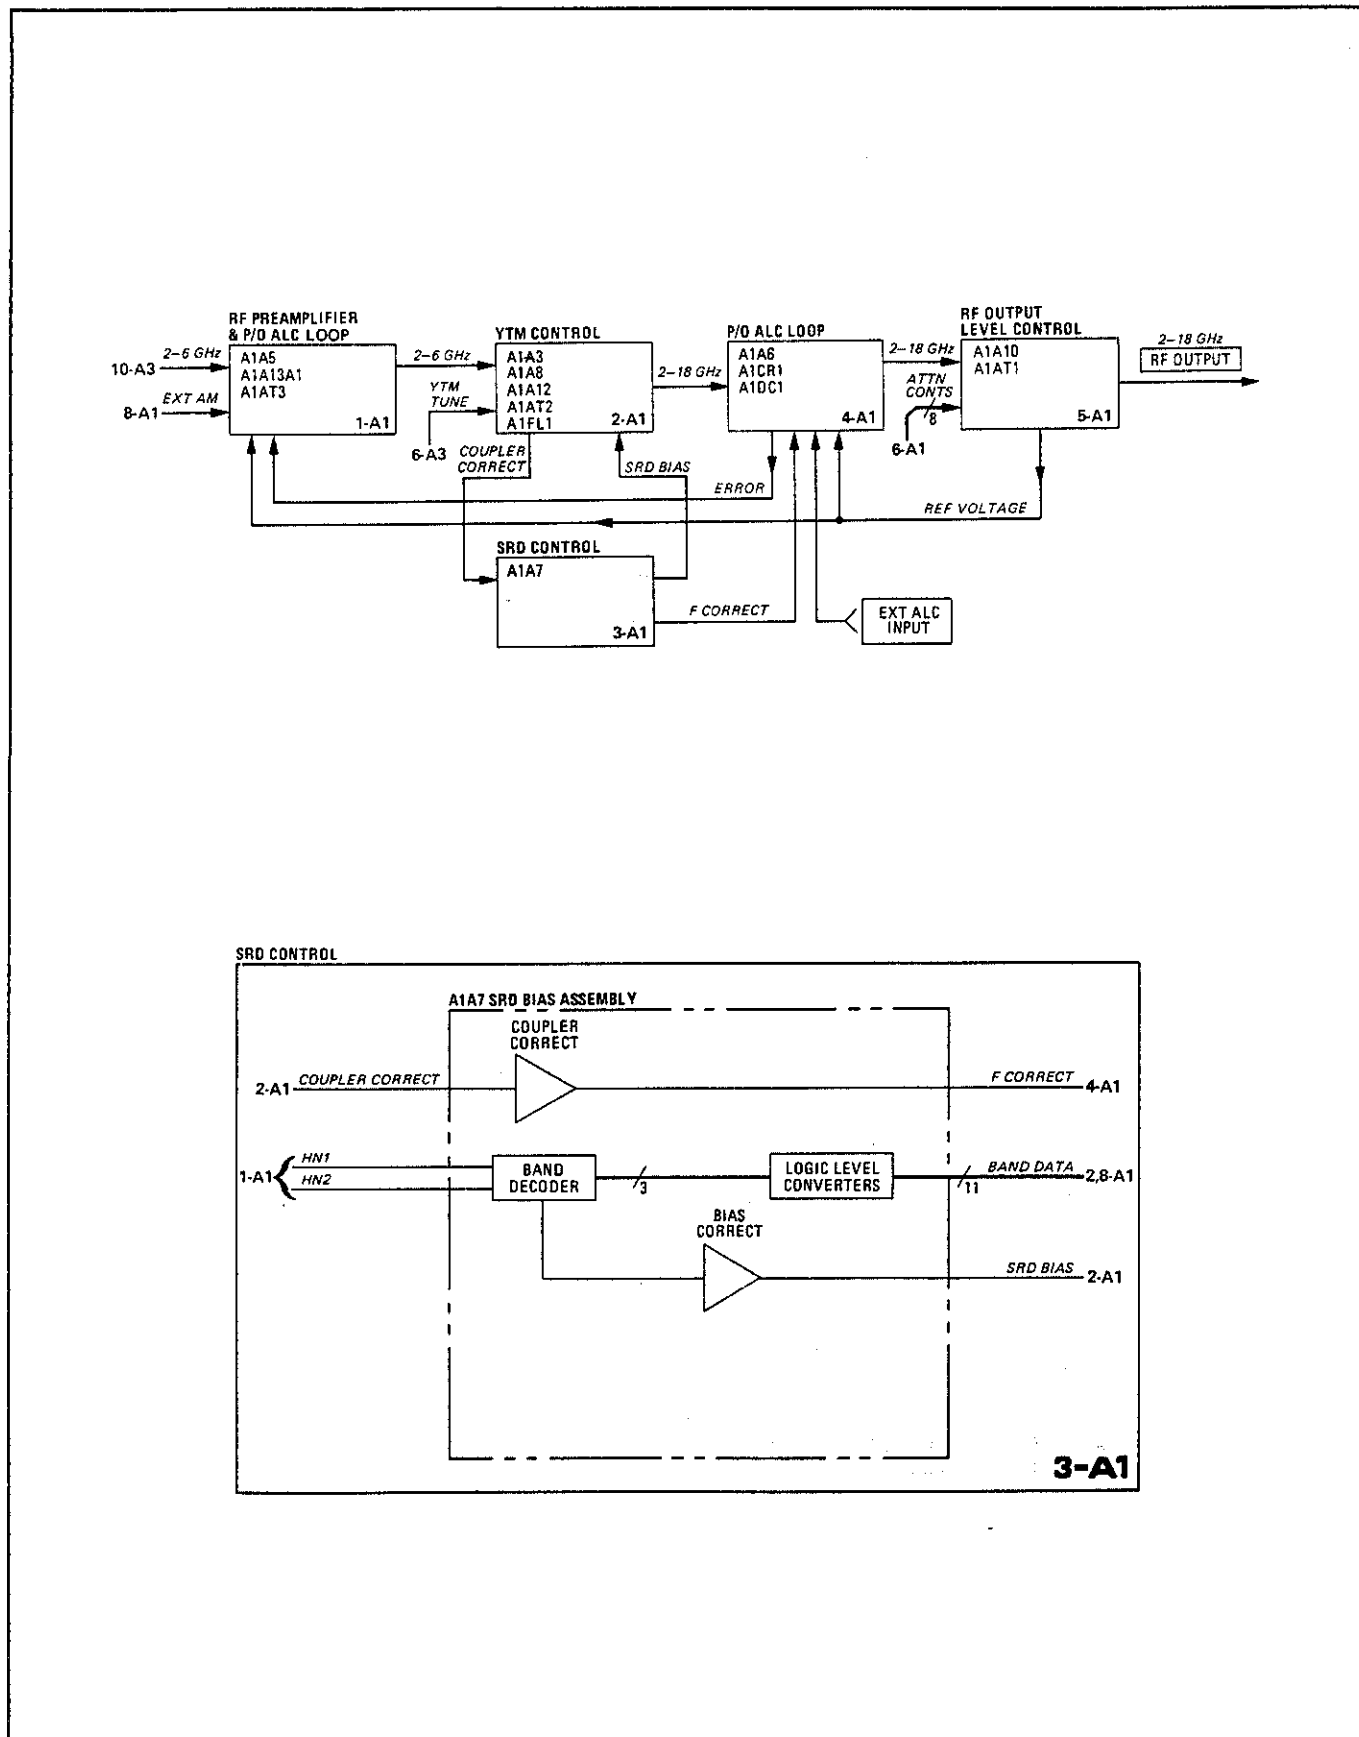 RF PREAMPLIFIER
& P/O ALC LOOP
10-A3
2–6 GHz
8-A1
EXT AM
A1A5
A1A13A1
A1AT3
1-A1
2–6 GHz
YTM
TUNE
6-A3
YTM CONTROL
A1A3
A1A8
A1A12
A1AT2
A1FL1
2-A1
COUPLER
CORRECT
SRD BIAS
2–18 GHz
P/O ALC LOOP
A1A6
A1CR1
A1DC1
4-A1
2–18 GHz
ATTN
CONTS
8
6-A1
RF OUTPUT
LEVEL CONTROL
A1A10
A1AT1
5-A1
2–18 GHz
RF OUTPUT
ERROR
REF VOLTAGE
SRD CONTROL
A1A7
3-A1
F CORRECT
EXT ALC
INPUT
SRD CONTROL
A1A7 SRD BIAS ASSEMBLY
COUPLER
CORRECT
2-A1 COUPLER CORRECT
F CORRECT 4-A1
1-A1
HN1
HN2
BAND
DECODER
3
LOGIC LEVEL
CONVERTERS
11
BAND DATA 2,8-A1
BIAS
CORRECT
SRD BIAS 2-A1
3-A1